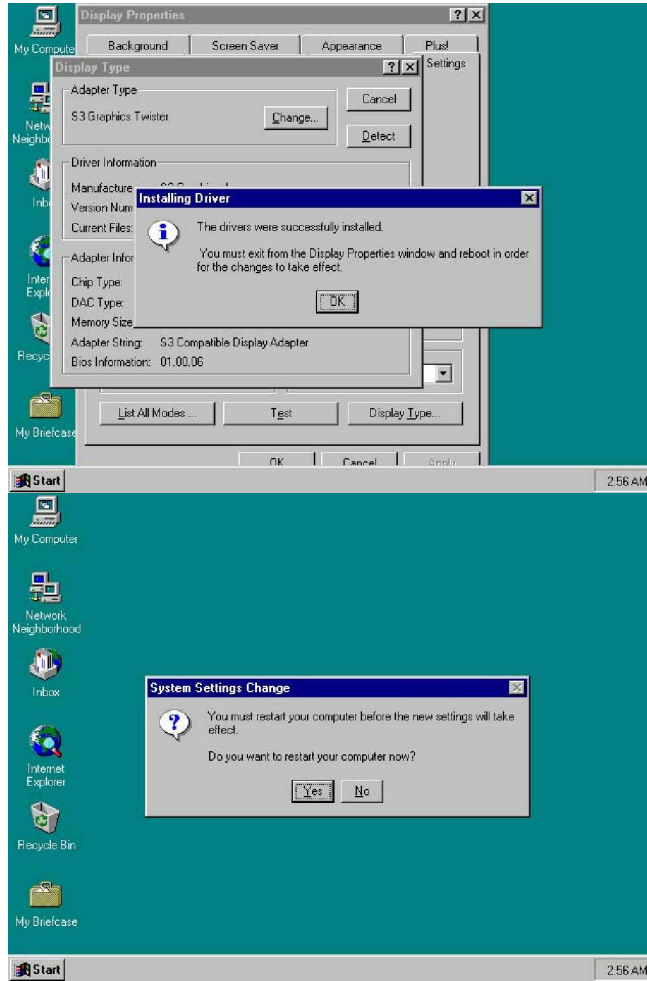 Display Properties
My Compute
Background
Screen Saver
Appearance
Plus!
Settings
Display Type
Adapter Type
S3 Graphics Twister
Change...
Cancel
Detect
Netw
Neighbo
Driver Information
Manufacture
Version Num
Current Files:
Inb
Installing Driver
The drivers were successfully installed.
You must exit from the Display Properties window and reboot in order
for the changes to take effect.
OK
Adapter Infor
Chip Type:
DAC Type:
Memory Size
Adapter String: S3 Compatible Display Adapter
Bios Information: 01.00.06
Inter
Explo
Recyc
My Briefcase
List All Modes ...
Test
Display Type...
OK
Cancel
Apply
Start
2:56 AM
My Computer
Network
Neighborhood
Inbox
System Settings Change
You must restart your computer before the new settings will take
effect.
Do you want to restart your computer now?
Yes
No
Internet
Explorer
Recycle Bin
My Briefcase
Start
2:56 AM